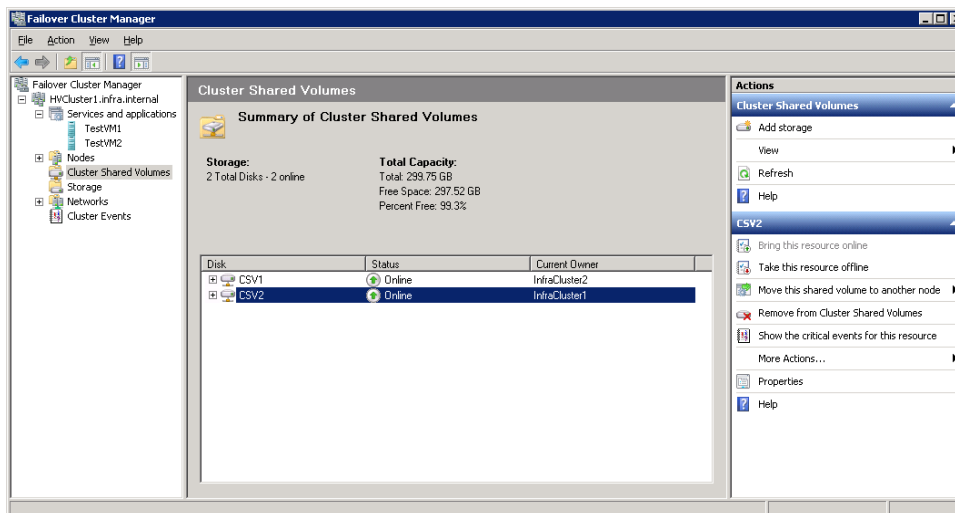 Failover Cluster Manager
File Action View Help
Failover Cluster Manager
HVCluster1.infra.internal
Services and applications
TestVM1
TestVM2
Nodes
Cluster Shared Volumes
Storage
Networks
Cluster Events
Cluster Shared Volumes
Summary of Cluster Shared Volumes
Storage:
2 Total Disks - 2 online
Total Capacity:
Total: 299.75 GB
Free Space: 297.52 GB
Percent Free: 99.3%
Disk Status Current Owner
CSV1 Online InfraCluster2
CSV2 Online InfraCluster1
Actions
Cluster Shared Volumes
Add storage
View
Refresh
Help
CSV2
Bring this resource online
Take this resource offline
Move this shared volume to another node
Remove from Cluster Shared Volumes
Show the critical events for this resource
More Actions...
Properties
Help